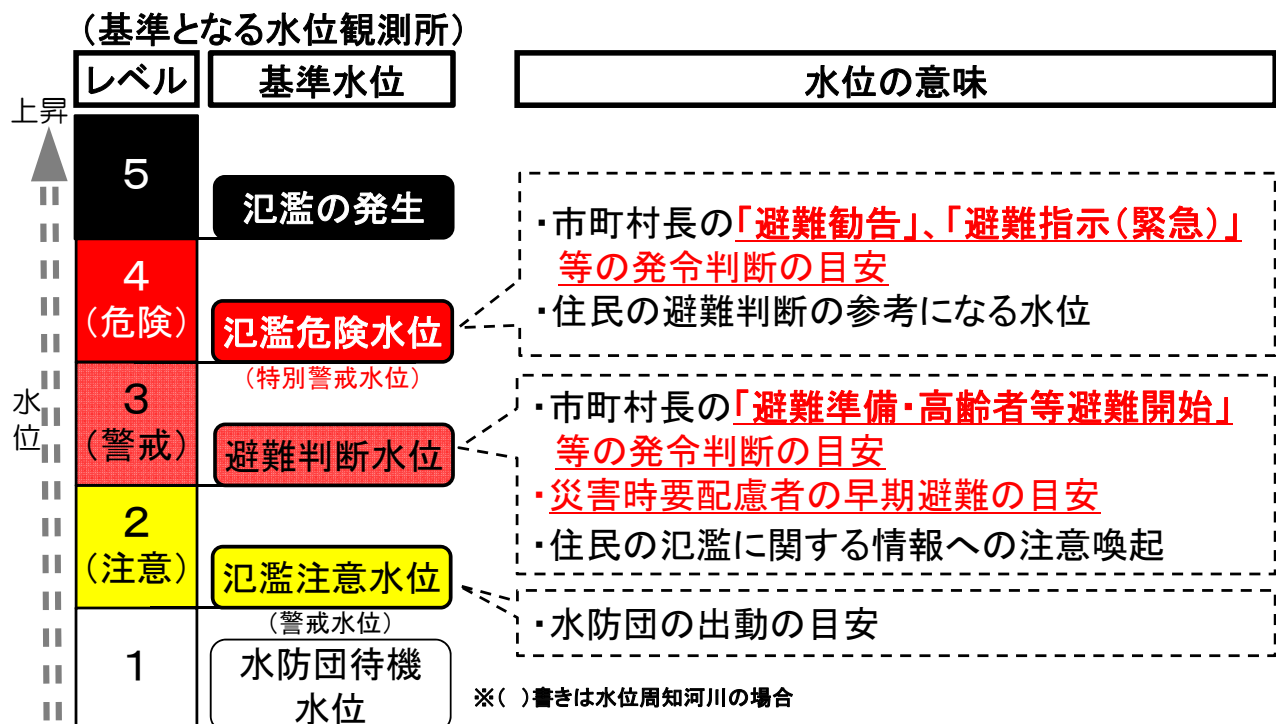 (基準となる水位観測所)
レベル
基準水位
水位の意味
上昇
水位
5
氾濫の発生
4
(危険)
氾濫危険水位
(特別警戒水位)
・市町村長の「避難勧告」、「避難指示(緊急)」
等の発令判断の目安
・住民の避難判断の参考になる水位
3
(警戒)
避難判断水位
・市町村長の「避難準備・高齢者等避難開始」
等の発令判断の目安
・災害時要配慮者の早期避難の目安
・住民の氾濫に関する情報への注意喚起
2
(注意)
氾濫注意水位
(警戒水位)
・水防団の出動の目安
1
水防団待機
水位
※( )書きは水位周知河川の場合